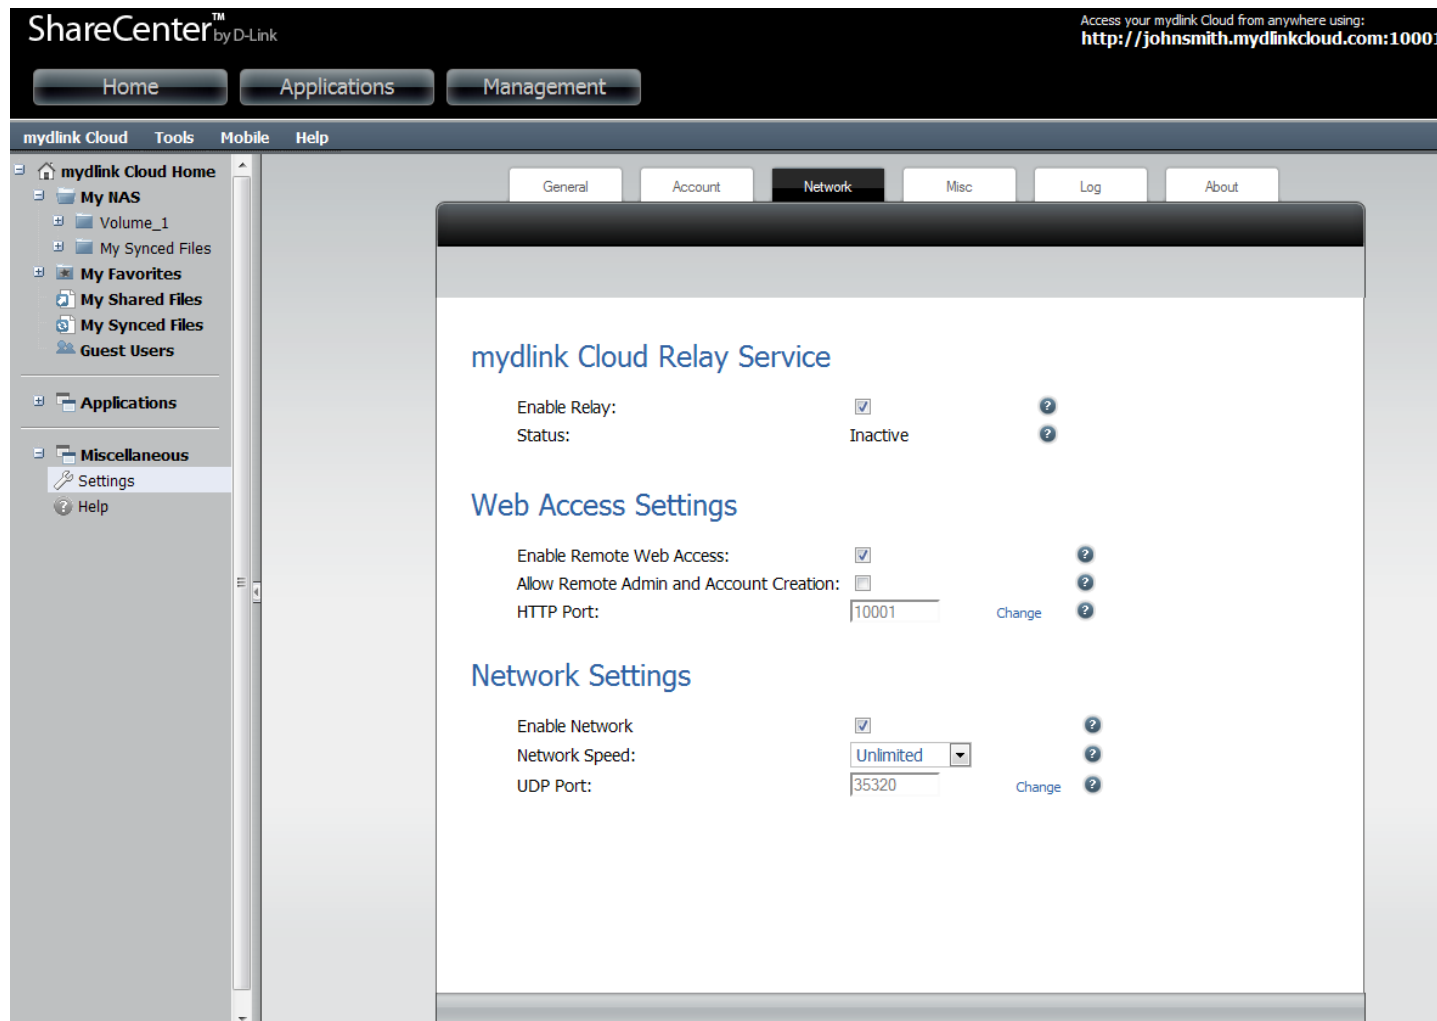 ShareCenter™ by D-Link
Access your mydlink Cloud from anywhere using:
http://johnsmith.mydlinkcloud.com:10001
Home Applications Management
mydlink Cloud Tools Mobile Help
mydlink Cloud Home
My NAS
Volume_1
My Synced Files
My Favorites
My Shared Files
My Synced Files
Guest Users
Applications
Miscellaneous
Settings
Help
General Account Network Misc Log About
mydlink Cloud Relay Service
Enable Relay:
Status: Inactive
Web Access Settings
Enable Remote Web Access:
Allow Remote Admin and Account Creation:
HTTP Port: 10001 Change
Network Settings
Enable Network
Network Speed: Unlimited
UDP Port: 35320 Change